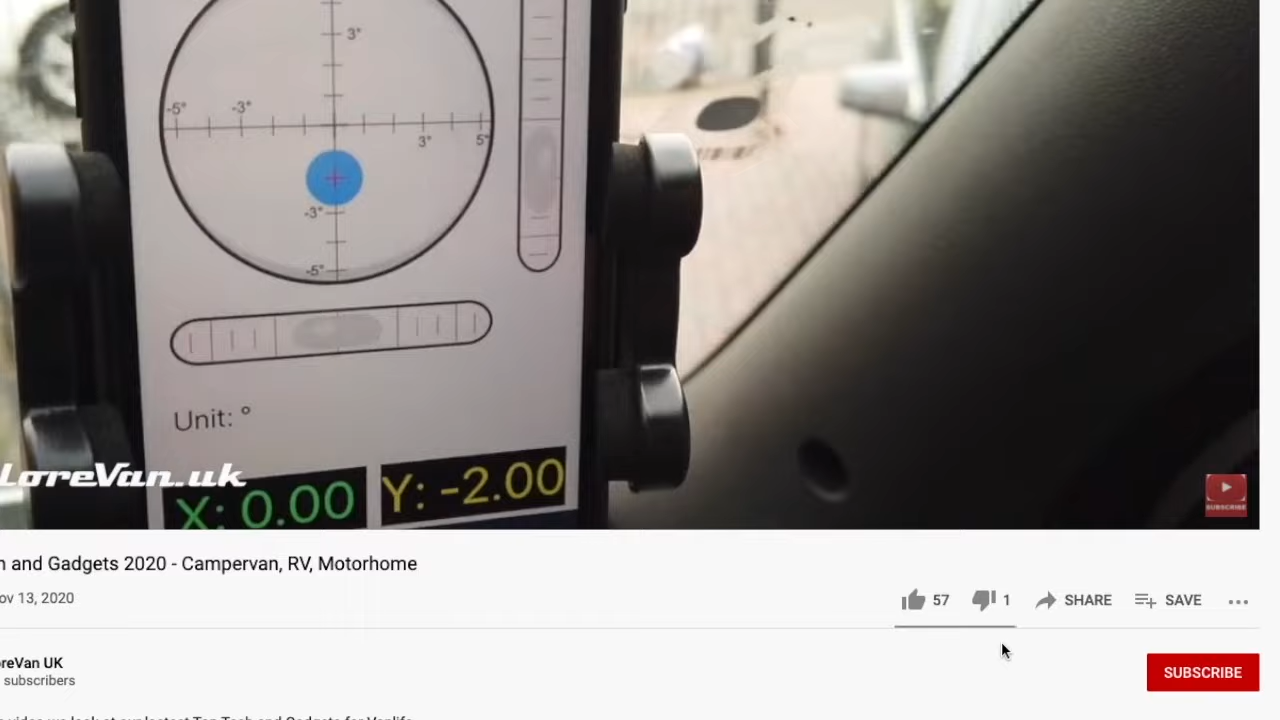 3°
-5°
-3°
3°
5°
-3°
-5°
Unit: °
LoreVan.uk
X: 0.00
Y: -2.00
SUBSCRIBE
and Gadgets 2020 - Campervan, RV, Motorhome
ov 13, 2020
57
1
SHARE
SAVE
oreVan UK
subscribers
SUBSCRIBE